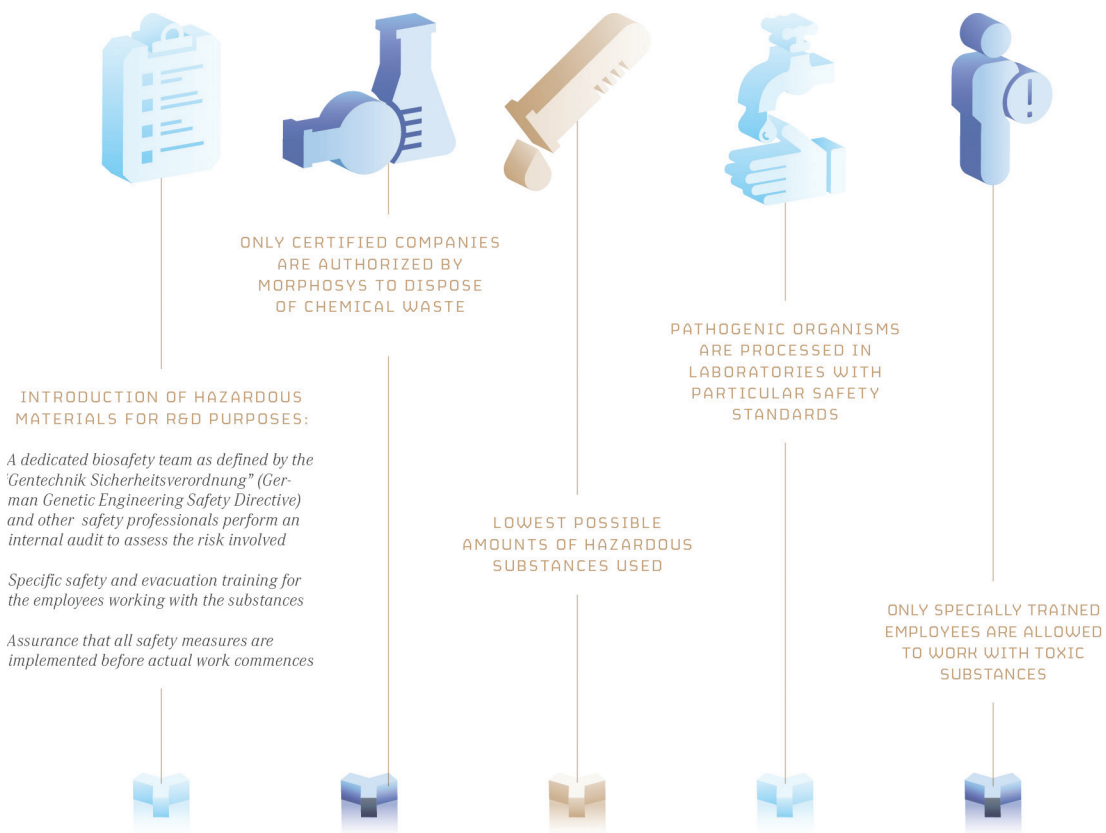 ONLY CERTIFIED COMPANIES
ARE AUTHORIZED BY
MORPHOSYS TO DISPOSE
OF CHEMICAL WASTE
PATHOGENIC ORGANISMS
ARE PROCESSED IN
LABORATORIES WITH
PARTICULAR SAFETY
STANDARDS
INTRODUCTION OF HAZARDOUS
MATERIALS FOR R&D PURPOSES:
A dedicated biosafety team as defined by the
"Gentechnik Sicherheitsverordnung" (Ger-
man Genetic Engineering Safety Directive)
and other safety professionals perform an
internal audit to assess the risk involved
Specific safety and evacuation training for
the employees working with the substances
Assurance that all safety measures are
implemented before actual work commences
LOWEST POSSIBLE
AMOUNTS OF HAZARDOUS
SUBSTANCES USED
ONLY SPECIALLY TRAINED
EMPLOYEES ARE ALLOWED
TO WORK WITH TOXIC
SUBSTANCES